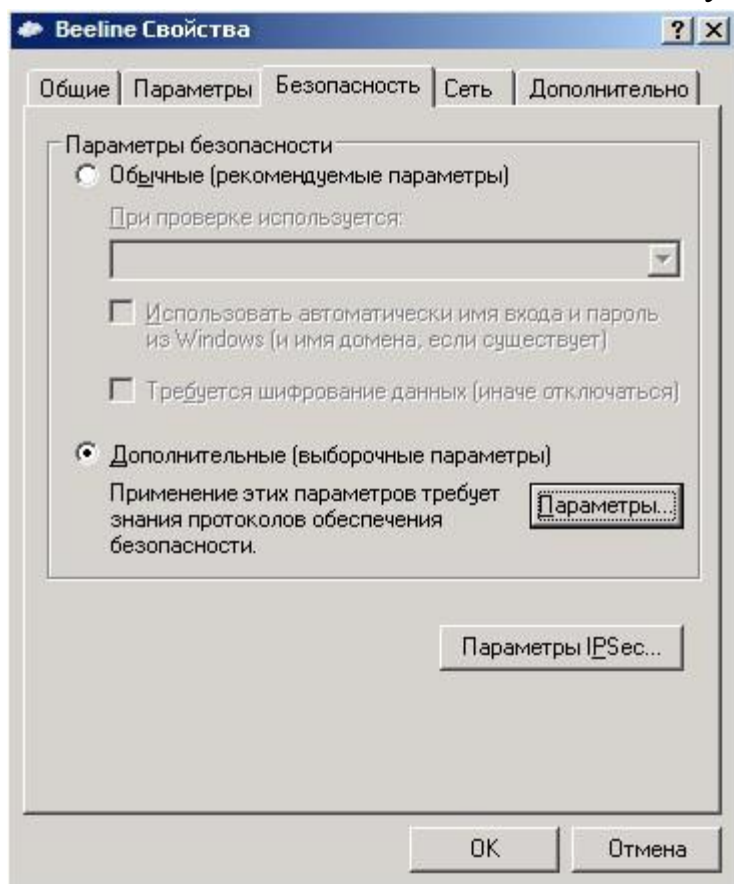 Beeline Свойства
Общие
Параметры
Безопасность
Сеть
Дополнительно
Параметры безопасности
Обычные (рекомендуемые параметры)
При проверке используется:
Использовать автоматически имя входа и пароль
из Windows (и имя домена, если существует)
Требуется шифрование данных (иначе отключаться)
Дополнительные (выборочные параметры)
Применение этих параметров требует
знания протоколов обеспечения
безопасности.
Параметры...
Параметры IPSec...
OK
Отмена